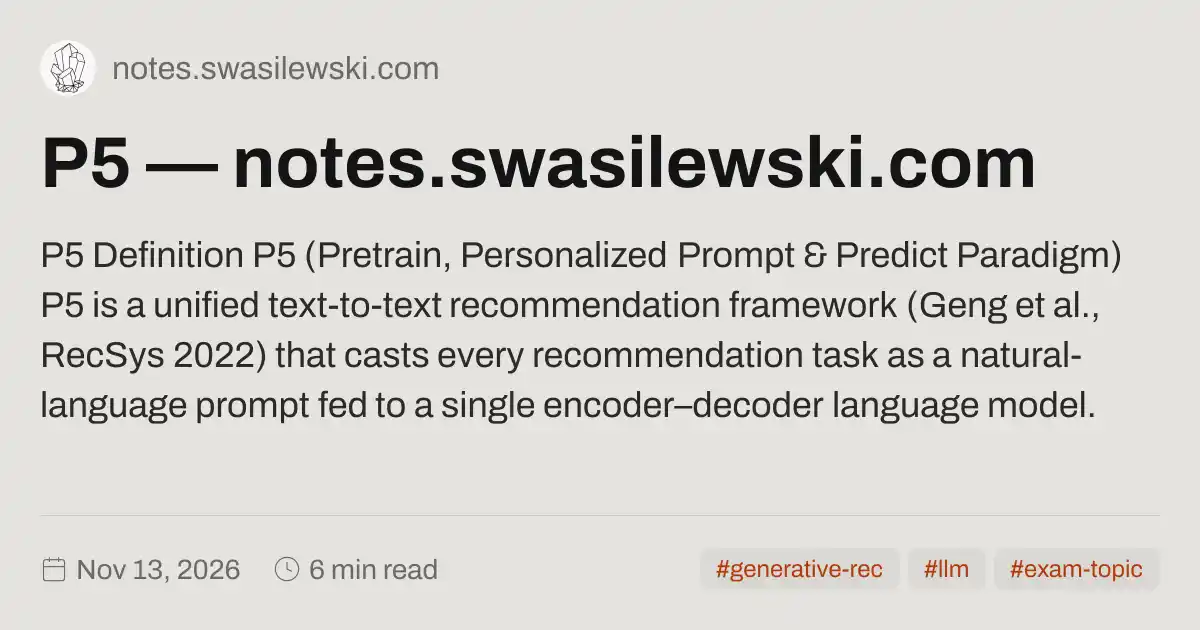 notes.swasilewski.com
P5 — notes.swasilewski.com
P5 Definition P5 (Pretrain, Personalized Prompt & Predict Paradigm)
P5 is a unified text-to-text recommendation framework (Geng et al.,
RecSys 2022) that casts every recommendation task as a natural-
language prompt fed to a single encoder–decoder language model.
Nov 13, 2026 6 min read #generative-rec #llm #exam-topic